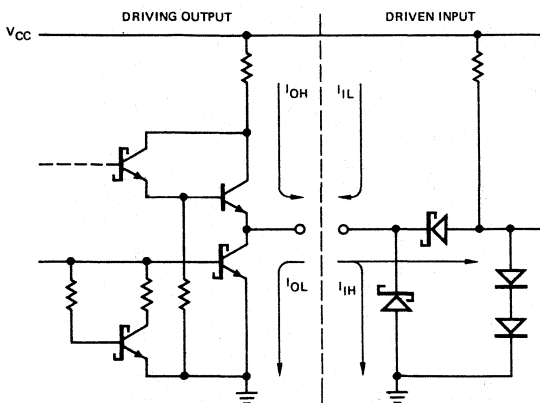 DRIVING OUTPUT
DRIVEN INPUT
VCC
IOH
IIL
IOL
IIH